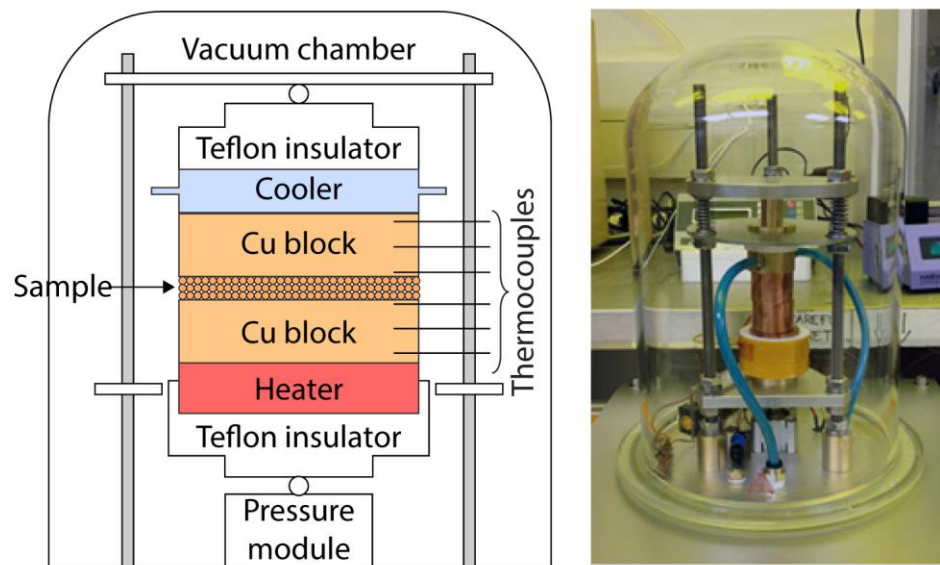 Vacuum chamber
Teflon insulator
Cooler
Cu block
Sample
Cu block
Thermocouples
Heater
Teflon insulator
Pressure
module